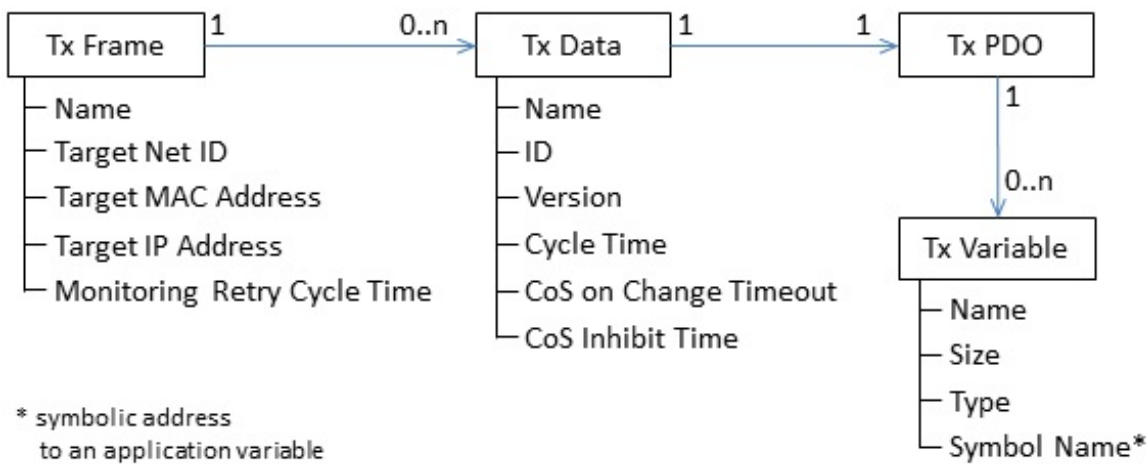 Tx Frame
1
0..n
Tx Data
1
1
Tx PDO
Name
Target Net ID
Target MAC Address
Target IP Address
Monitoring Retry Cycle Time
Name
ID
Version
Cycle Time
CoS on Change Timeout
CoS Inhibit Time
1
0..n
Tx Variable
Name
Size
Type
Symbol Name*
* symbolic address
to an application variable